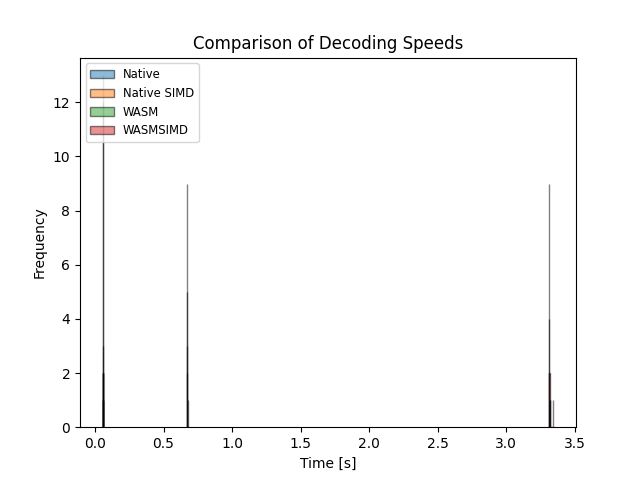 Comparison of Decoding Speeds
Native
Native SIMD
WASM
WASMSIMD
Frequency
12
10
8
6
4
2
0
0.0 0.5 1.0 1.5 2.0 2.5 3.0 3.5
Time [s]